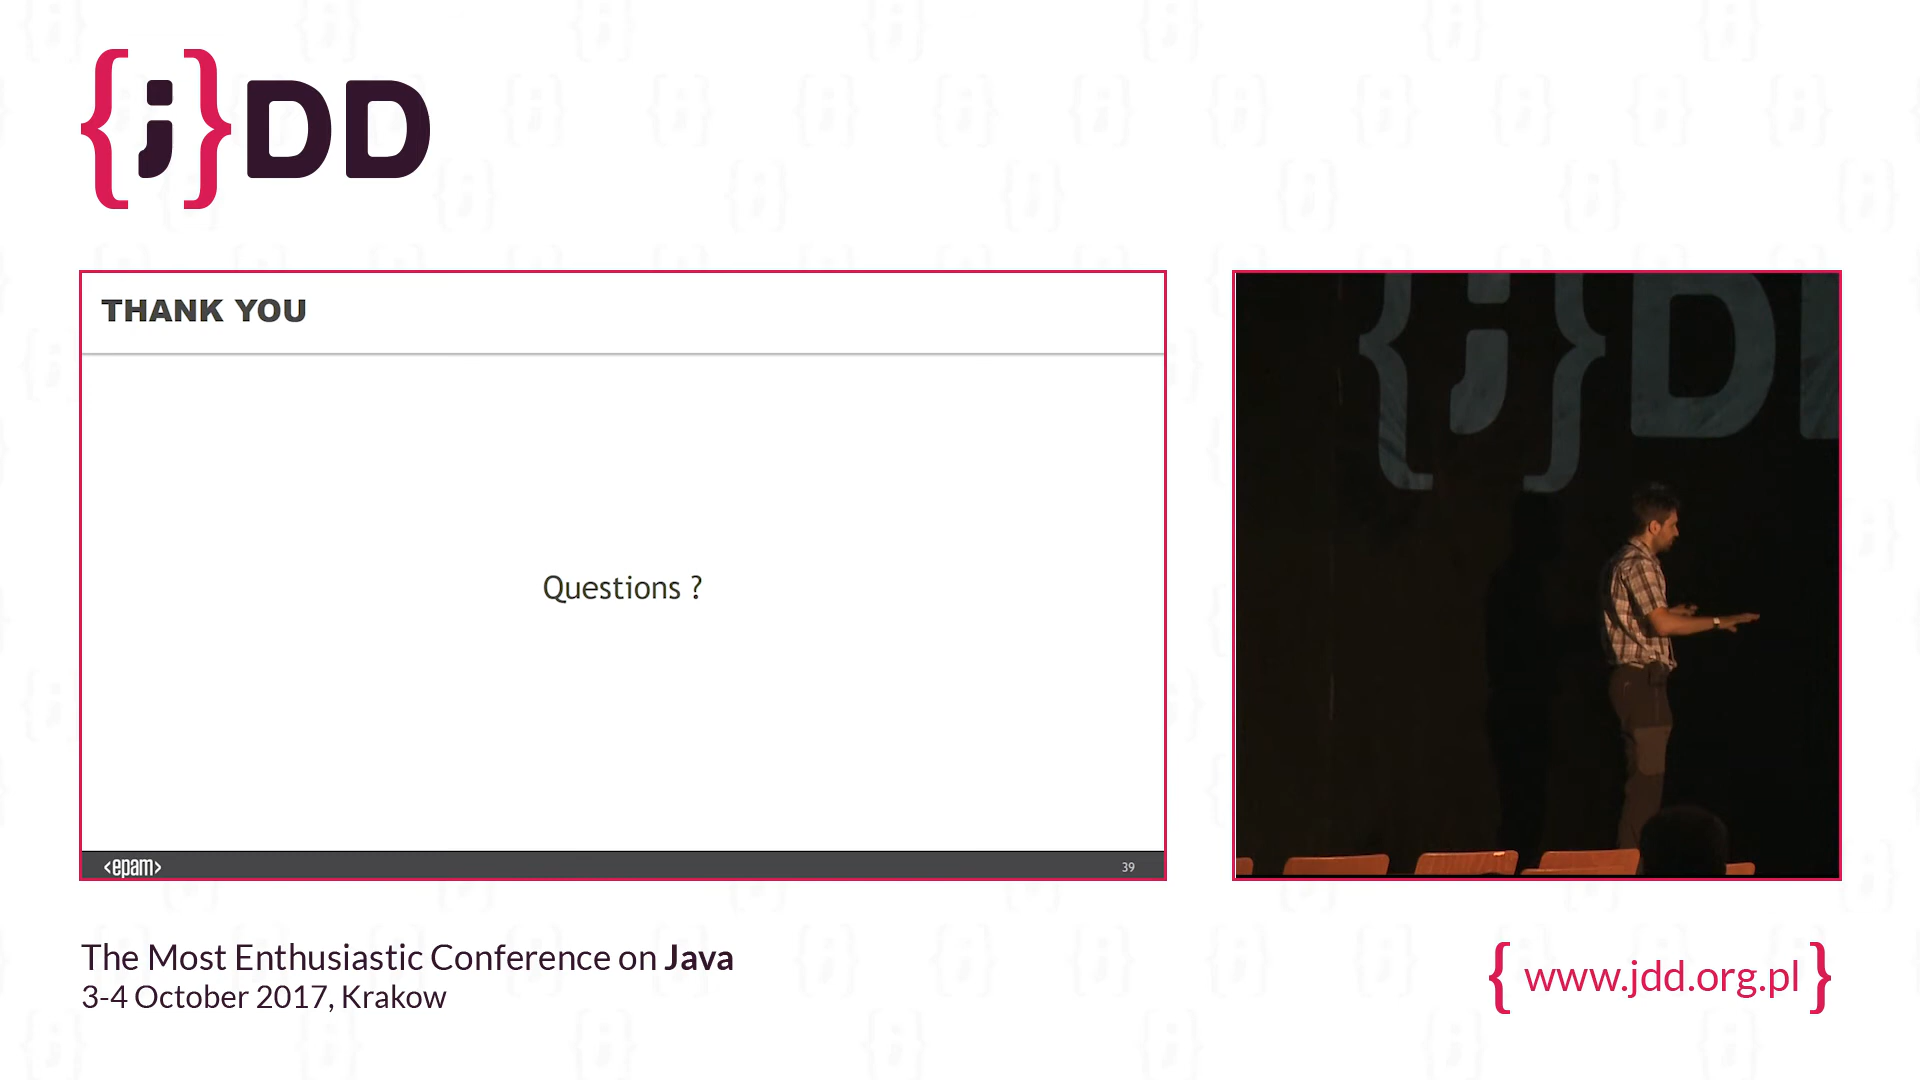 {;}DD
THANK YOU
Questions ?
<epam>
39
{;}D
The Most Enthusiastic Conference on Java
3-4 October 2017, Krakow
{ www.jdd.org.pl }